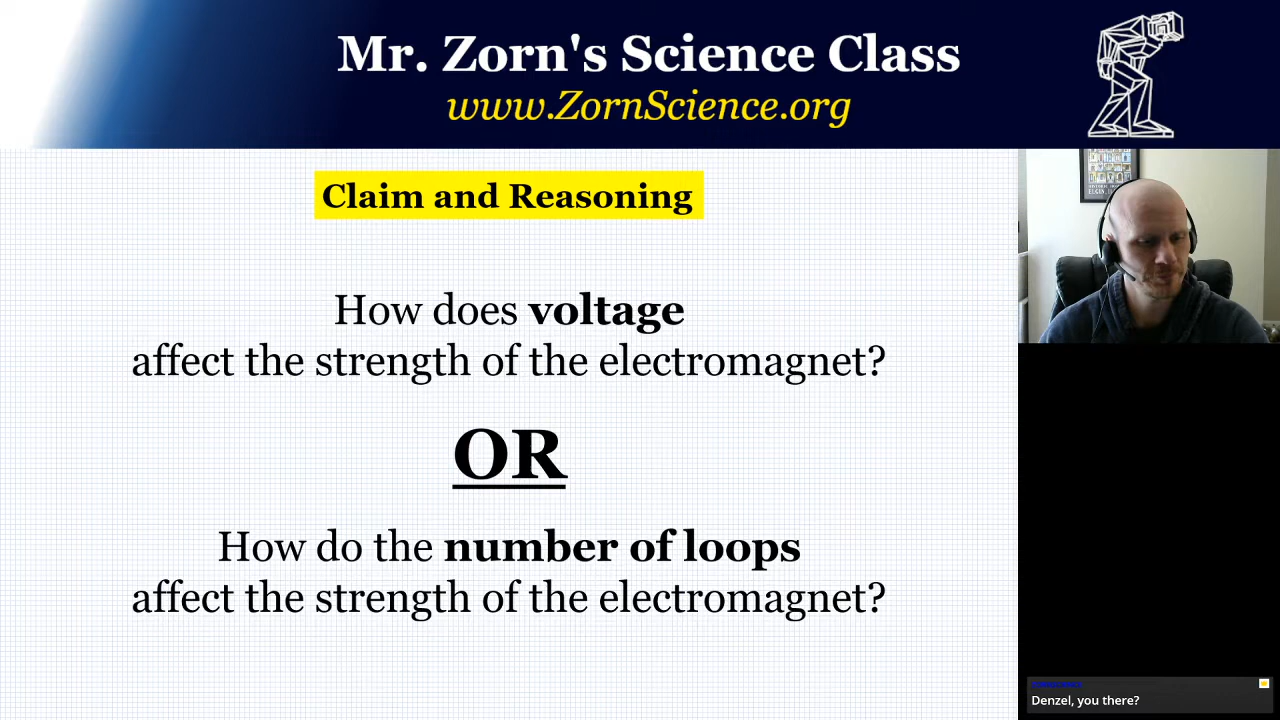 Mr. Zorn's Science Class
www.ZornScience.org
Claim and Reasoning
How does voltage
affect the strength of the electromagnet?
OR
How do the number of loops
affect the strength of the electromagnet?
Denzel, you there?